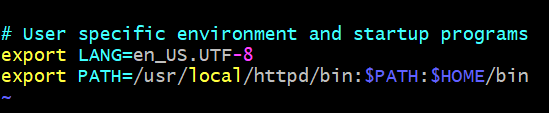 # User specific environment and startup programs
export LANG=en_US.UTF-8
export PATH=/usr/local/httpd/bin:$PATH:$HOME/bin
~